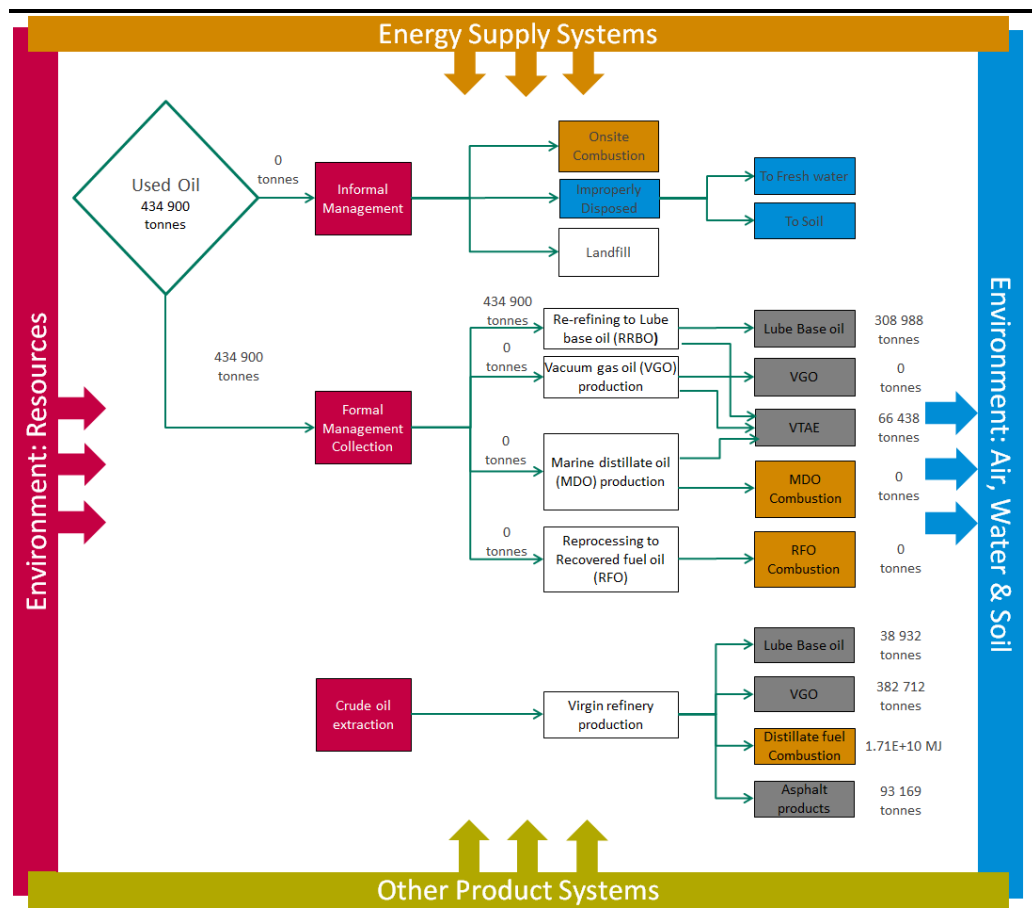 Energy Supply Systems
Environment: Resources
Environment: Air, Water & Soil
Used Oil
434 900
tonnes
0
tonnes
Informal
Management
Onsite
Combustion
Improperly
Disposed
Landfill
To Fresh water
To Soil
434 900
tonnes
Formal
Management
Collection
434 900
tonnes
Re-refining to Lube
base oil (RRBO)
Lube Base oil
308 988
tonnes
0
tonnes
Vacuum gas oil (VGO)
production
VGO
0
tonnes
VTAE
66 438
tonnes
0
tonnes
Marine distillate oil
(MDO) production
MDO
Combustion
0
tonnes
0
tonnes
Reprocessing to
Recovered fuel oil
(RFO)
RFO
Combustion
0
tonnes
Crude oil
extraction
Virgin refinery
production
Lube Base oil
38 932
tonnes
VGO
382 712
tonnes
Distillate fuel
Combustion
1.71E+10 MJ
Asphalt
products
93 169
tonnes
Other Product Systems